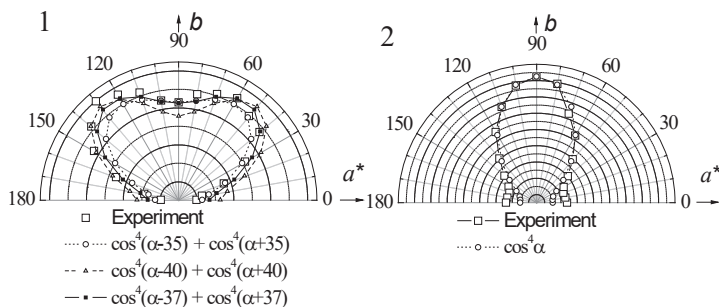 1
b
90
120
60
150
30
a*
180
0
Experiment
cos⁴(α-35) + cos⁴(α+35)
cos⁴(α-40) + cos⁴(α+40)
cos⁴(α-37) + cos⁴(α+37)
2
b
90
120
60
150
30
a*
180
0
Experiment
cos⁴α